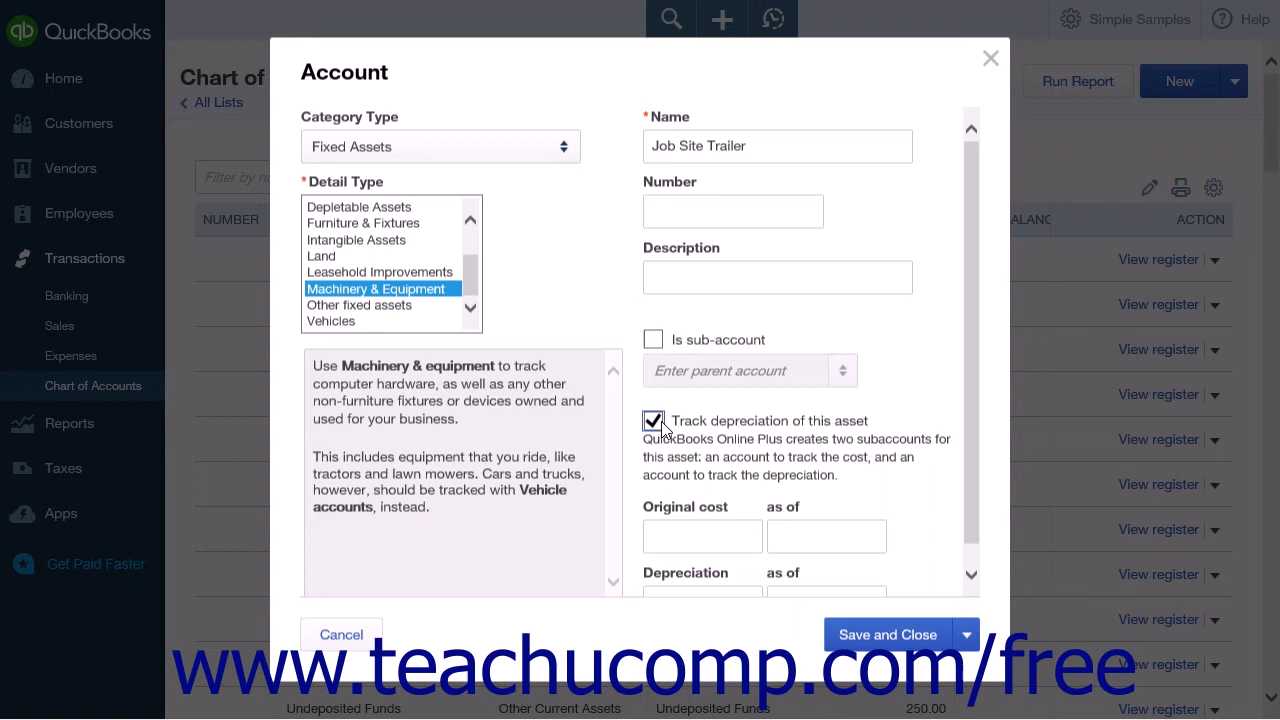 QuickBooks
Simple Samples
Help
Home
Customers
Vendors
Employees
Transactions
Banking
Sales
Expenses
Chart of Accounts
Reports
Taxes
Apps
Get Paid Faster
Chart of
All Lists
Run Report
New
Filter by na
NUMBER
ALANC
ACTION
View register
View register
View register
View register
View register
View register
View register
View register
View register
View register
View register
Account
Category Type
Fixed Assets
* Detail Type
Depletable Assets
Furniture & Fixtures
Intangible Assets
Land
Leasehold Improvements
Machinery & Equipment
Other fixed assets
Vehicles
Use Machinery & equipment to track
computer hardware, as well as any other
non-furniture fixtures or devices owned and
used for your business.
This includes equipment that you ride, like
tractors and lawn mowers. Cars and trucks,
however, should be tracked with Vehicle
accounts, instead.
* Name
Job Site Trailer
Number
Description
Is sub-account
Enter parent account
Track depreciation of this asset
QuickBooks Online Plus creates two subaccounts for
this asset: an account to track the cost, and an
account to track the depreciation.
Original cost as of
Depreciation as of
Cancel
Save and Close
www.teachucomp.com/free
Undeposited Funds Other Current Assets Undeposited Funds 250.00